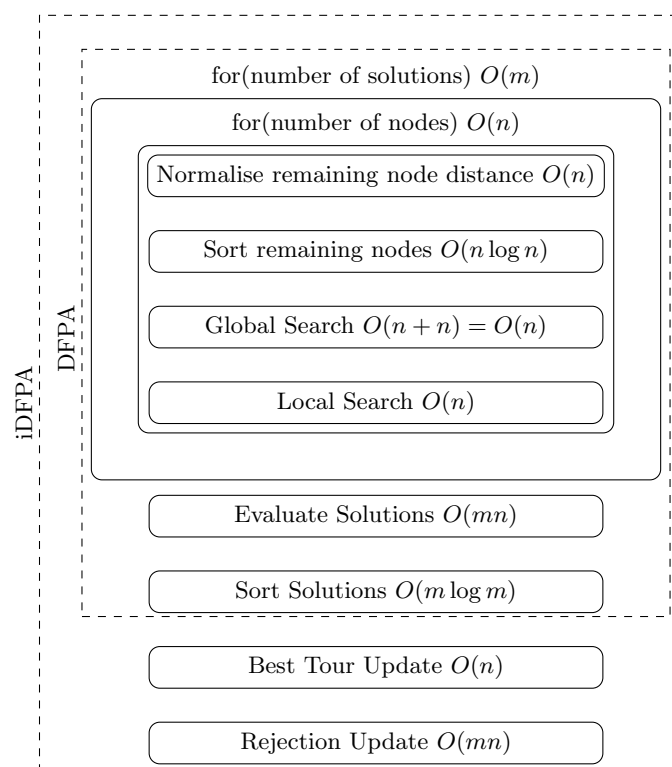 for(number of solutions) O(m)
for(number of nodes) O(n)
Normalise remaining node distance O(n)
Sort remaining nodes O(n log n)
Global Search O(n + n) = O(n)
Local Search O(n)
Evaluate Solutions O(mn)
Sort Solutions O(m log m)
Best Tour Update O(n)
Rejection Update O(mn)
DFPA
iDFPA